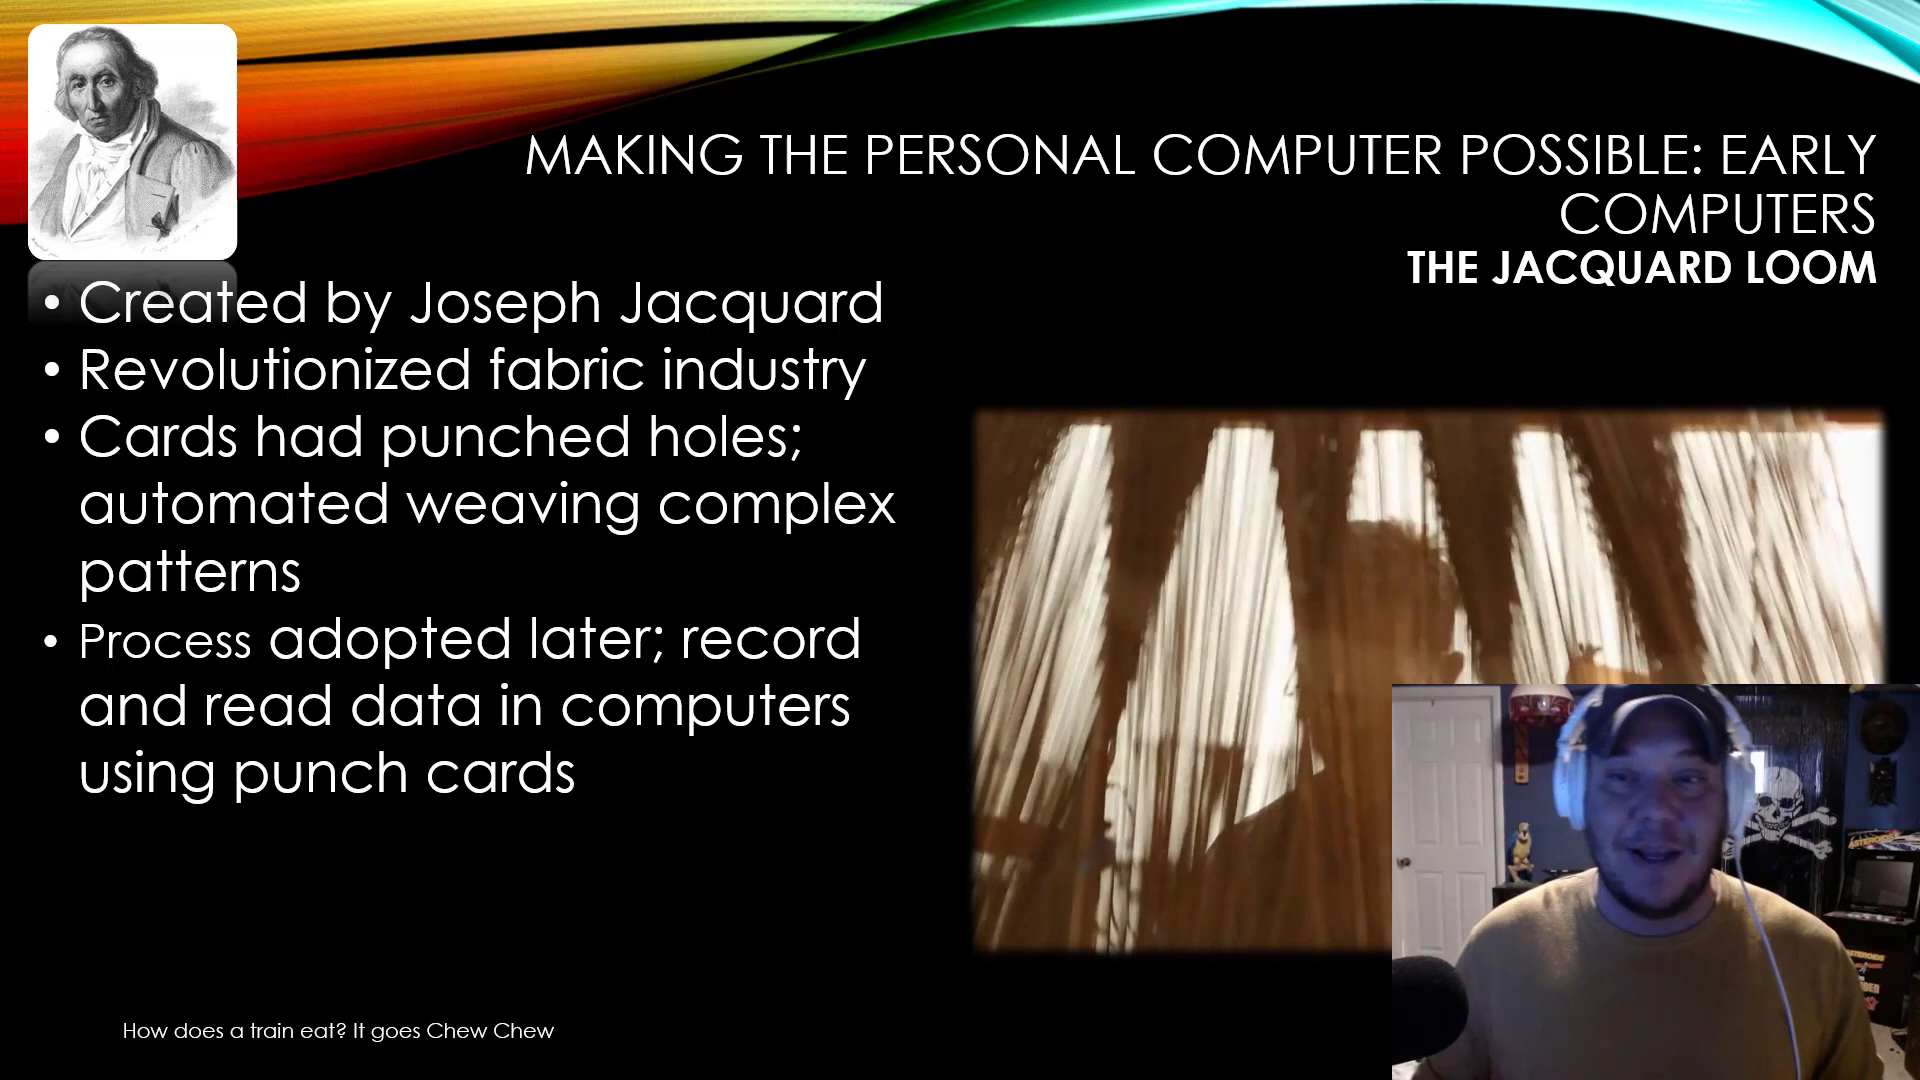 MAKING THE PERSONAL COMPUTER POSSIBLE: EARLY
COMPUTERS
THE JACQUARD LOOM
• Created by Joseph Jacquard
• Revolutionized fabric industry
• Cards had punched holes;
automated weaving complex
patterns
• Process adopted later; record
and read data in computers
using punch cards
How does a train eat? It goes Chew Chew
ASTEROIDS
ASTEROIDS